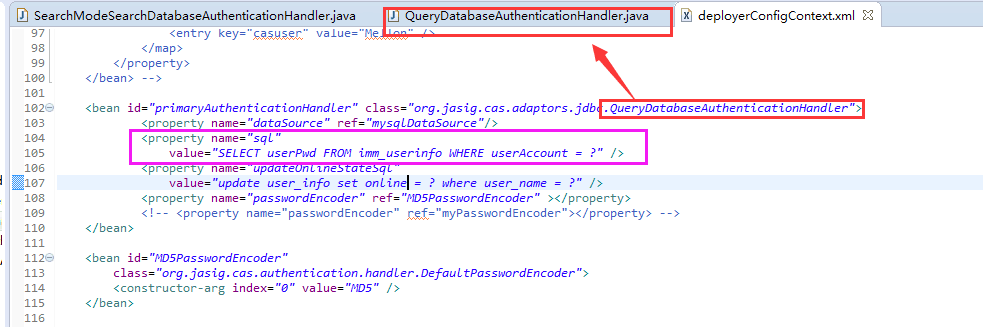 SearchModeSearchDatabaseAuthenticationHandler.java
QueryDatabaseAuthenticationHandler.java
deployerConfigContext.xml
97 <entry key="casuser" value="Mellon" />
98 </map>
99 </property>
100 </bean> -->
101
102 <bean id="primaryAuthenticationHandler" class="org.jasig.cas.adaptors.jdbc.QueryDatabaseAuthenticationHandler">
103 <property name="dataSource" ref="mysqlDataSource"/>
104 <property name="sql"
105 value="SELECT userPwd FROM imm_userinfo WHERE userAccount = ?" />
106 <property name="updateOnlineStateSql"
107 value="update user_info set online = ? where user_name = ?" />
108 <property name="passwordEncoder" ref="MD5PasswordEncoder" ></property>
109 <!-- <property name="passwordEncoder" ref="myPasswordEncoder"></property> -->
110 </bean>
111
112 <bean id="MD5PasswordEncoder"
113 class="org.jasig.cas.authentication.handler.DefaultPasswordEncoder">
114 <constructor-arg index="0" value="MD5" />
115 </bean>
116